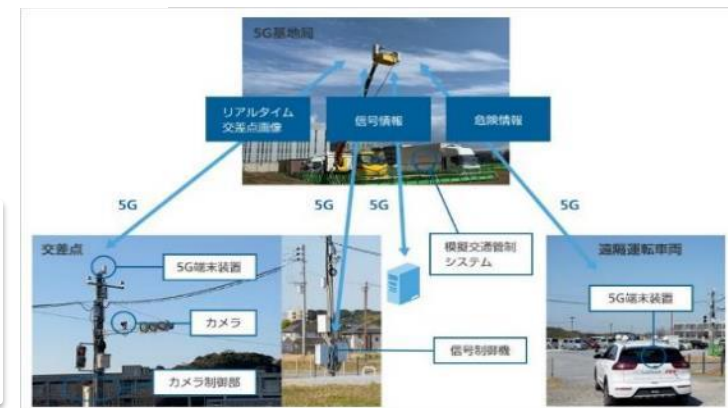 5G基地局
リアルタイム
交差点画像
信号情報
危険情報
5G
5G
5G
5G
交差点
5G端末装置
カメラ
カメラ制御部
模擬交通管制
システム
信号制御機
遠隔運転車両
5G端末装置